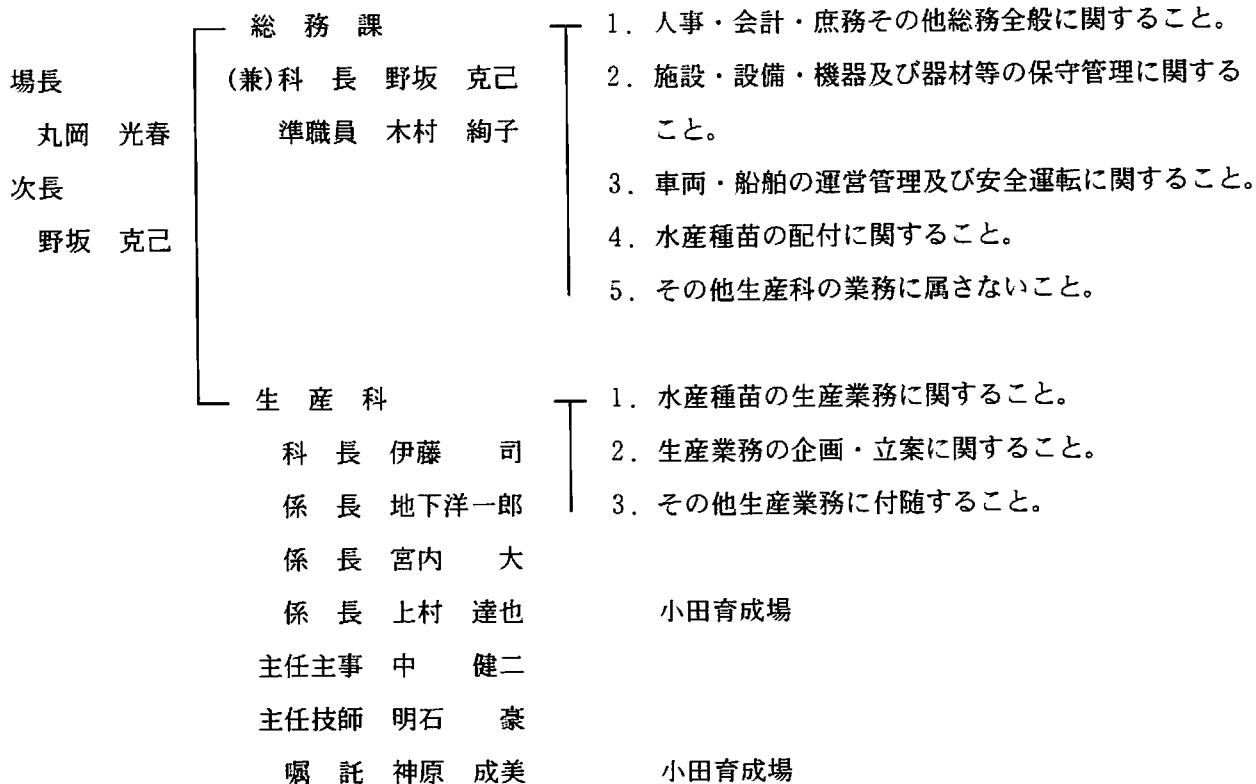 場長
丸岡 光春
次長
野坂 克己
総務課
(兼)科 長 野坂 克己
準職員 木村 絢子
1. 人事・会計・庶務その他総務全般に関すること。
2. 施設・設備・機器及び器材等の保守管理に関する
こと。
3. 車両・船舶の運営管理及び安全運転に関すること。
4. 水産種苗の配付に関すること。
5. その他生産科の業務に属さないこと。
生産科
科 長 伊藤 司
係 長 地下洋一郎
係 長 宮内 大
係 長 上村 達也 小田育成場
主任主事 中 健二
主任技師 明石 豪
嘱 託 神原 成美 小田育成場
1. 水産種苗の生産業務に関すること。
2. 生産業務の企画・立案に関すること。
3. その他生産業務に付随すること。